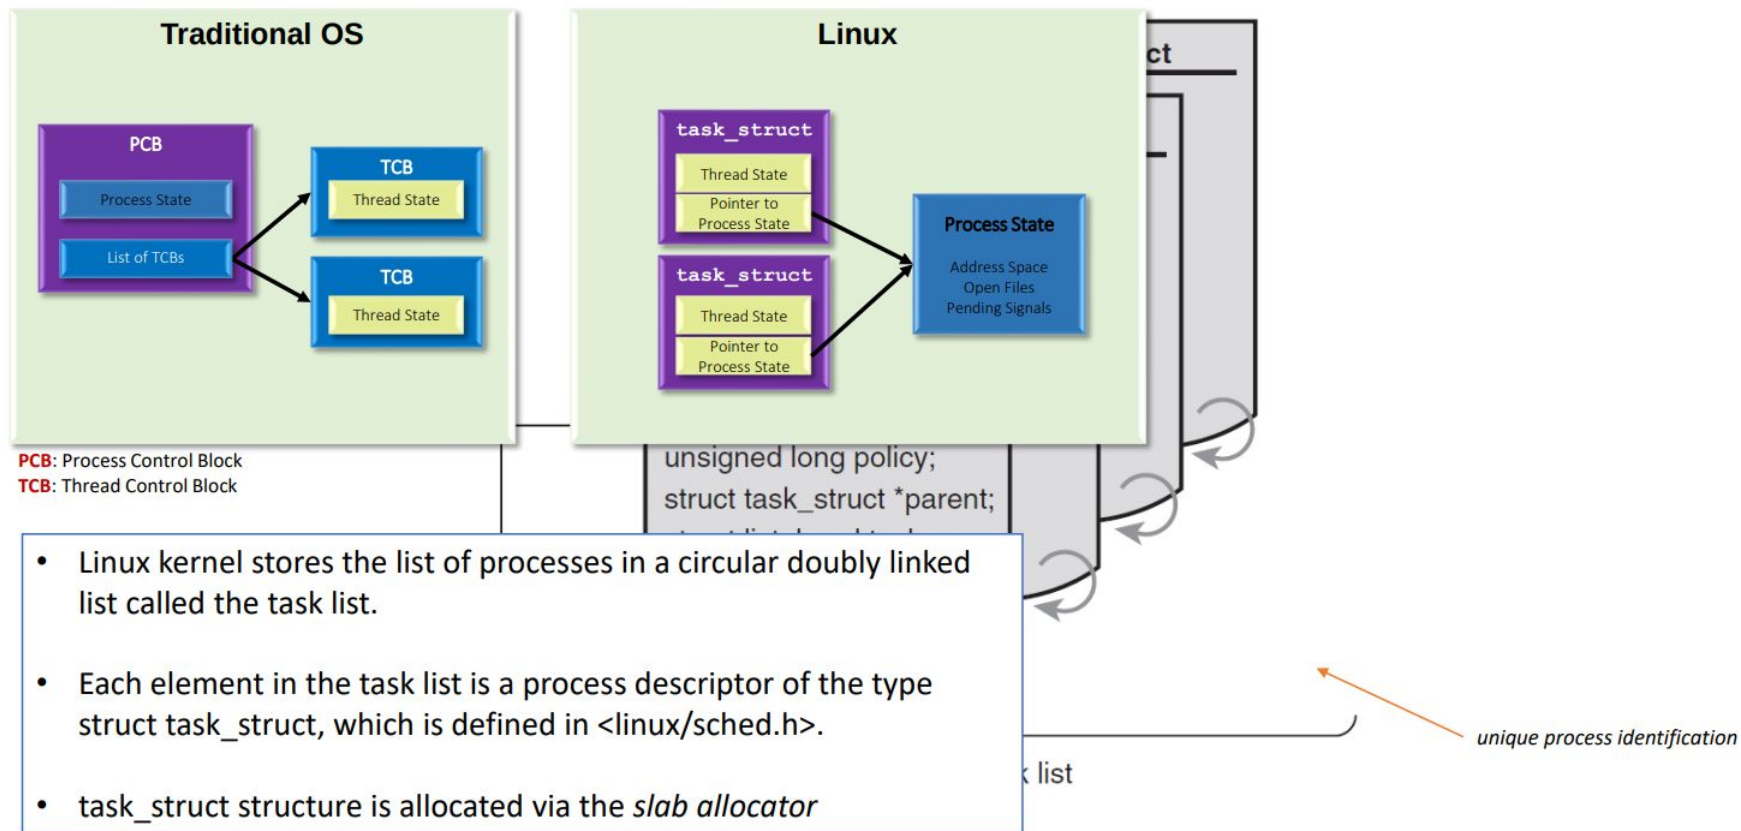 Traditional OS
PCB
Process State
List of TCBs
TCB
Thread State
TCB
Thread State
Linux
task_struct
Thread State
Pointer to
Process State
task_struct
Thread State
Pointer to
Process State
Process State
Address Space
Open Files
Pending Signals
ct
PCB: Process Control Block
TCB: Thread Control Block
unsigned long policy;
struct task_struct *parent;
• Linux kernel stores the list of processes in a circular doubly linked
list called the task list.
• Each element in the task list is a process descriptor of the type
struct task_struct, which is defined in <linux/sched.h>.
• task_struct structure is allocated via the slab allocator
list
unique process identification